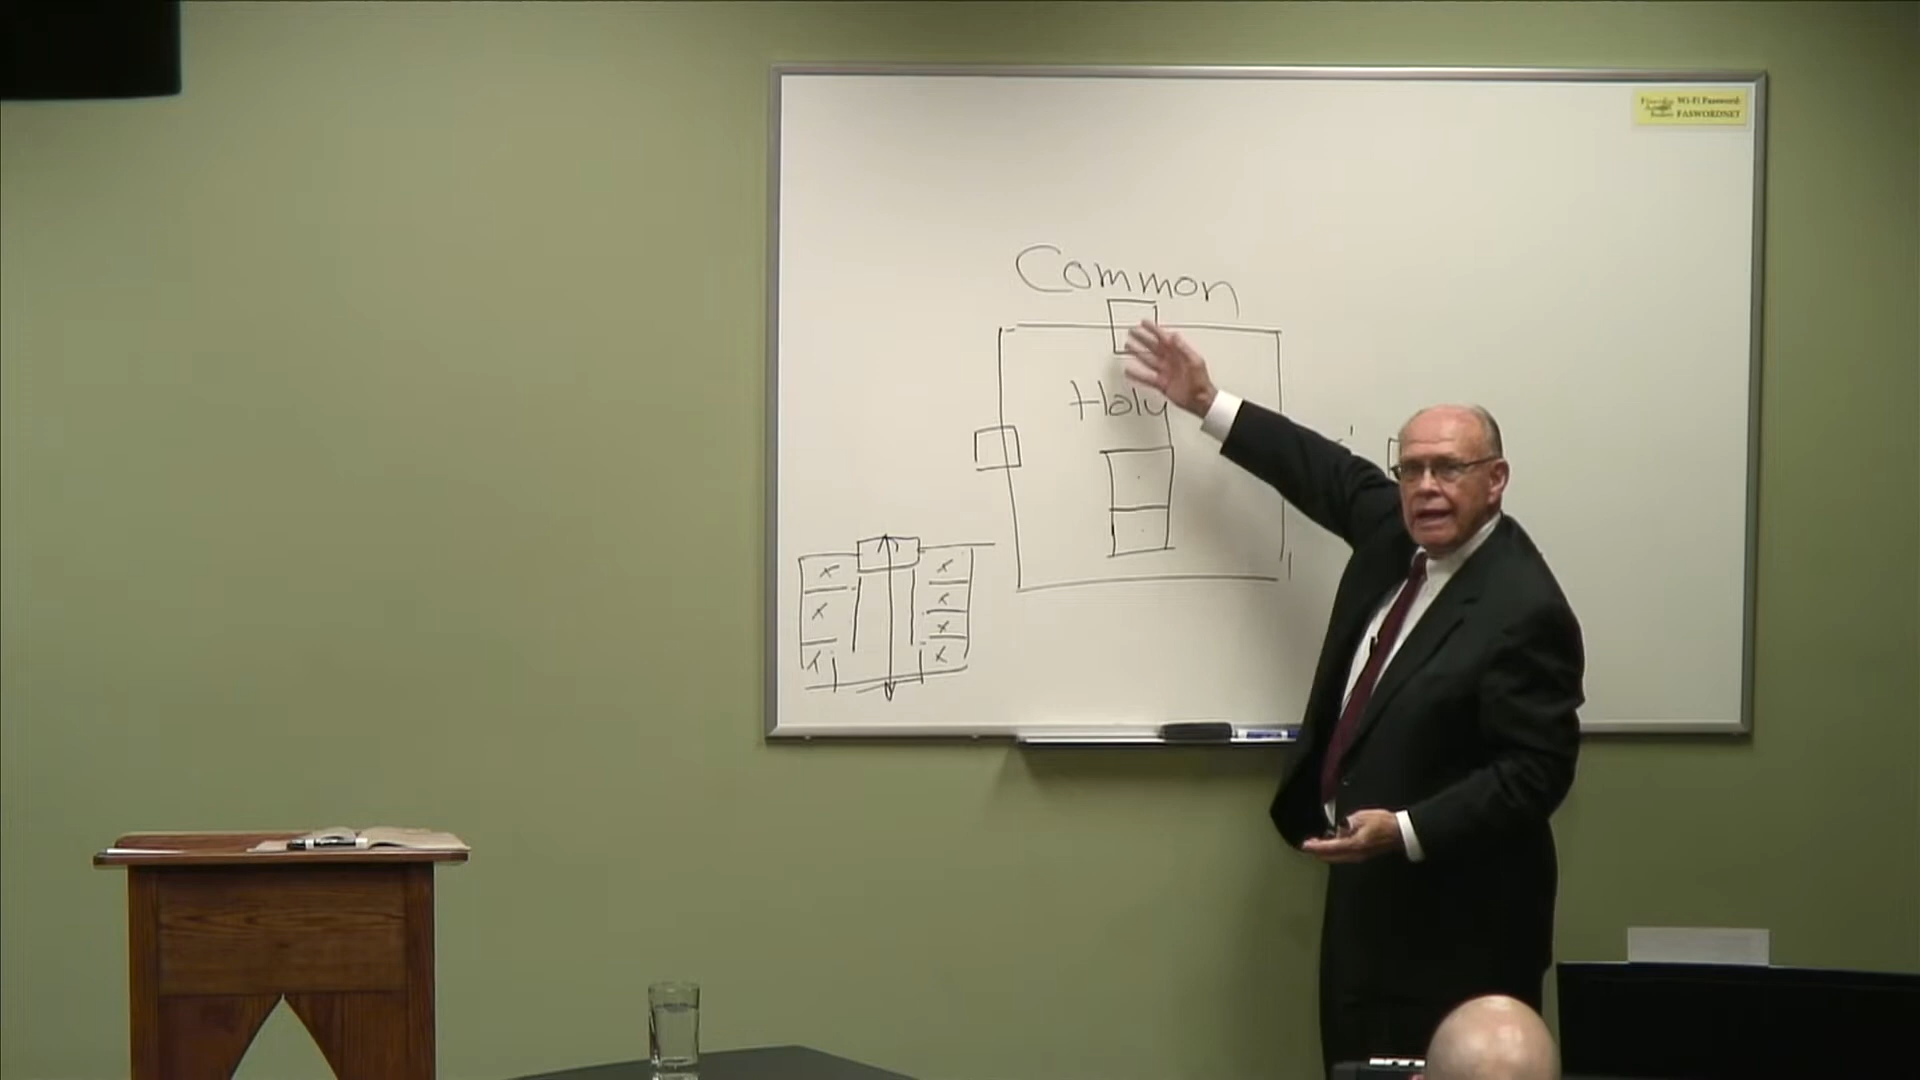 Wi-Fi Password:
FASWORDNET
Common
Holy
x x
x x
x
x x